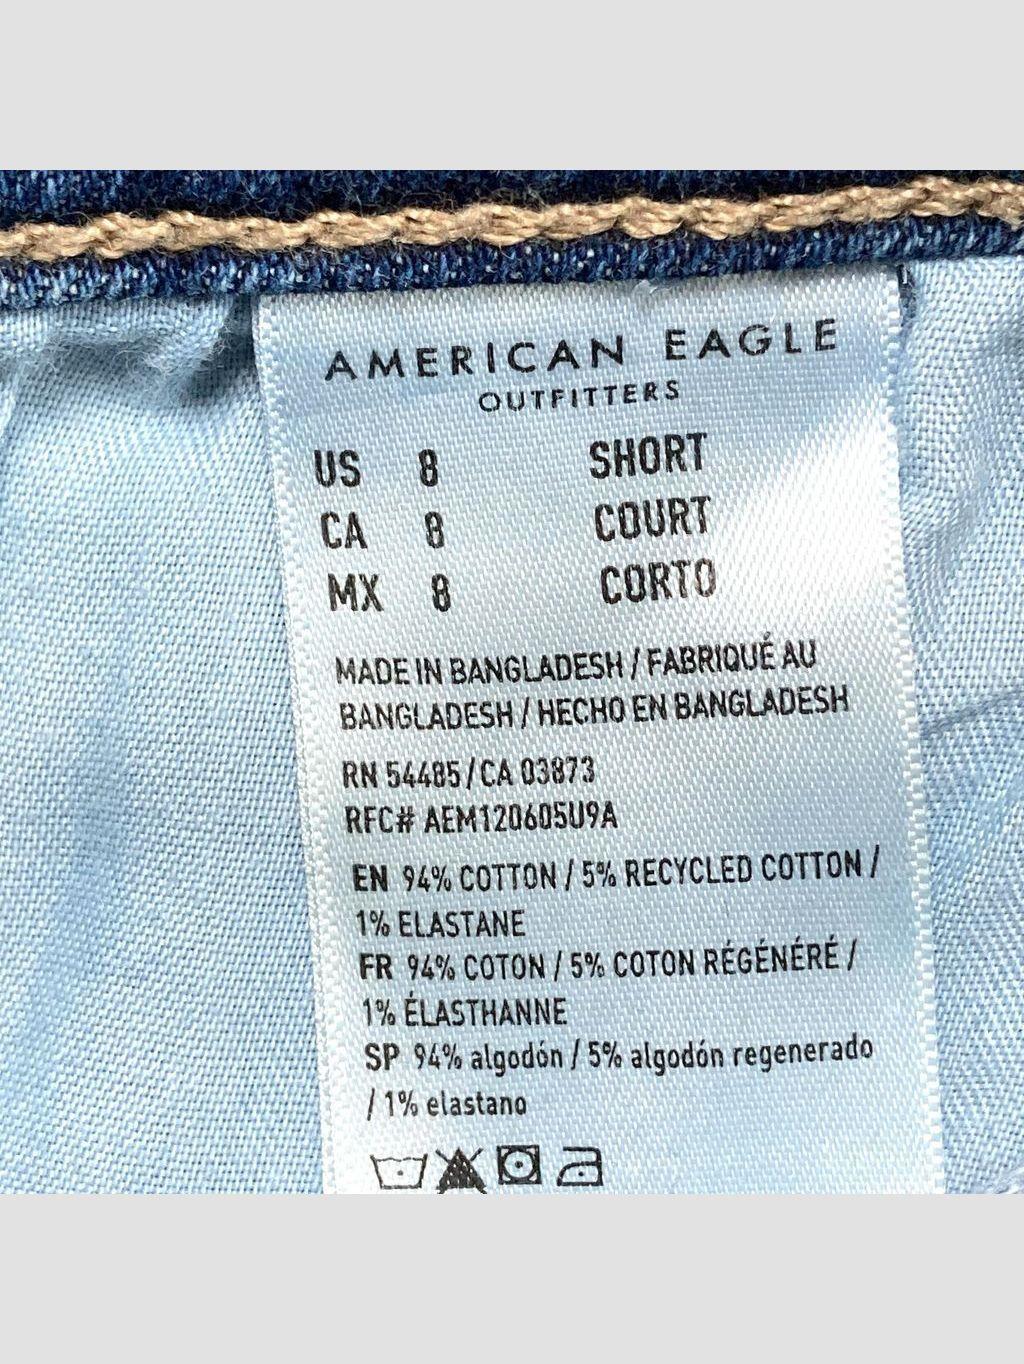 AMERICAN EAGLE
OUTFITTERS
US 8 SHORT
CA 8 COURT
MX 8 CORTO
MADE IN BANGLADESH / FABRIQUÉ AU
BANGLADESH / HECHO EN BANGLADESH
RN 54485/CA 03873
RFC# AEM120605U9A
EN 94% COTTON / 5% RECYCLED COTTON /
1% ELASTANE
FR 94% COTON / 5% COTON RÉGÉNÉRÉ /
1% ÉLASTHANNE
SP 94% algodón / 5% algodón regenerado
/ 1% elastano